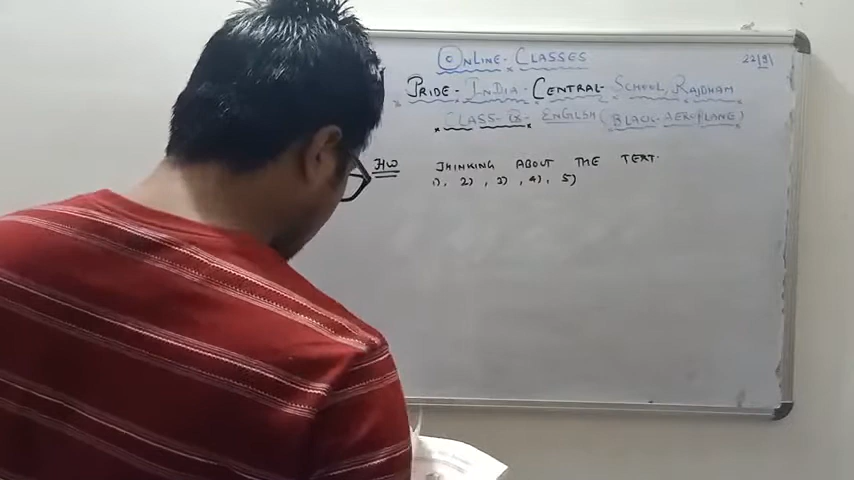 ONLINE CLASSES
22/9/
PRIDE INDIA CENTRAL SCHOOL, RAJDHAM
CLASS - ENGLISH (BLACK AEROPLANE)
HW THINKING ABOUT THE TEXT.
1), 2), 3), 4), 5)